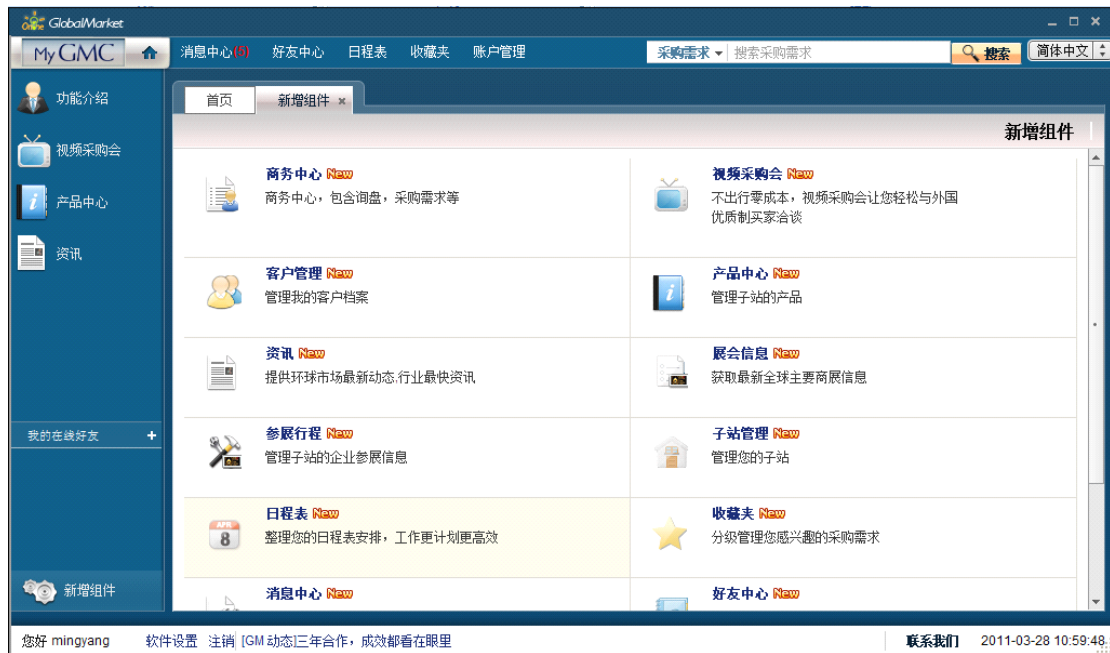 GlobalMarket
My GMC 消息中心(5) 好友中心 日程表 收藏夹 账户管理 采购需求 搜索采购需求 搜索 简体中文
功能介绍
视频采购会
产品中心
资讯
我的在线好友 +
新增组件
首页 新增组件 ×
新增组件
商务中心 New
商务中心，包含询盘，采购需求等
视频采购会 New
不出行零成本，视频采购会让您轻松与外国
优质制买家洽谈
客户管理 New
管理我的客户档案
产品中心 New
管理子站的产品
资讯 New
提供环球市场最新动态.行业最快资讯
展会信息 New
获取最新全球主要商展信息
参展行程 New
管理子站的企业参展信息
子站管理 New
管理您的子站
APR
8
日程表 New
整理您的日程表安排，工作更计划更高效
收藏夹 New
分级管理您感兴趣的采购需求
消息中心 New
好友中心 New
您好 mingyang 软件设置 注销 [GM动态]三年合作，成效都看在眼里 联系我们 2011-03-28 10:59:48